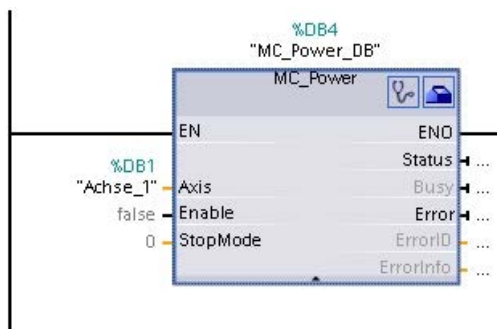 %DB4
"MC_Power_DB"
MC_Power
EN
ENO
Status ...
%DB1
"Achse_1" Axis
Busy ...
false Enable
Error ...
0 StopMode
ErrorID ...
ErrorInfo ...